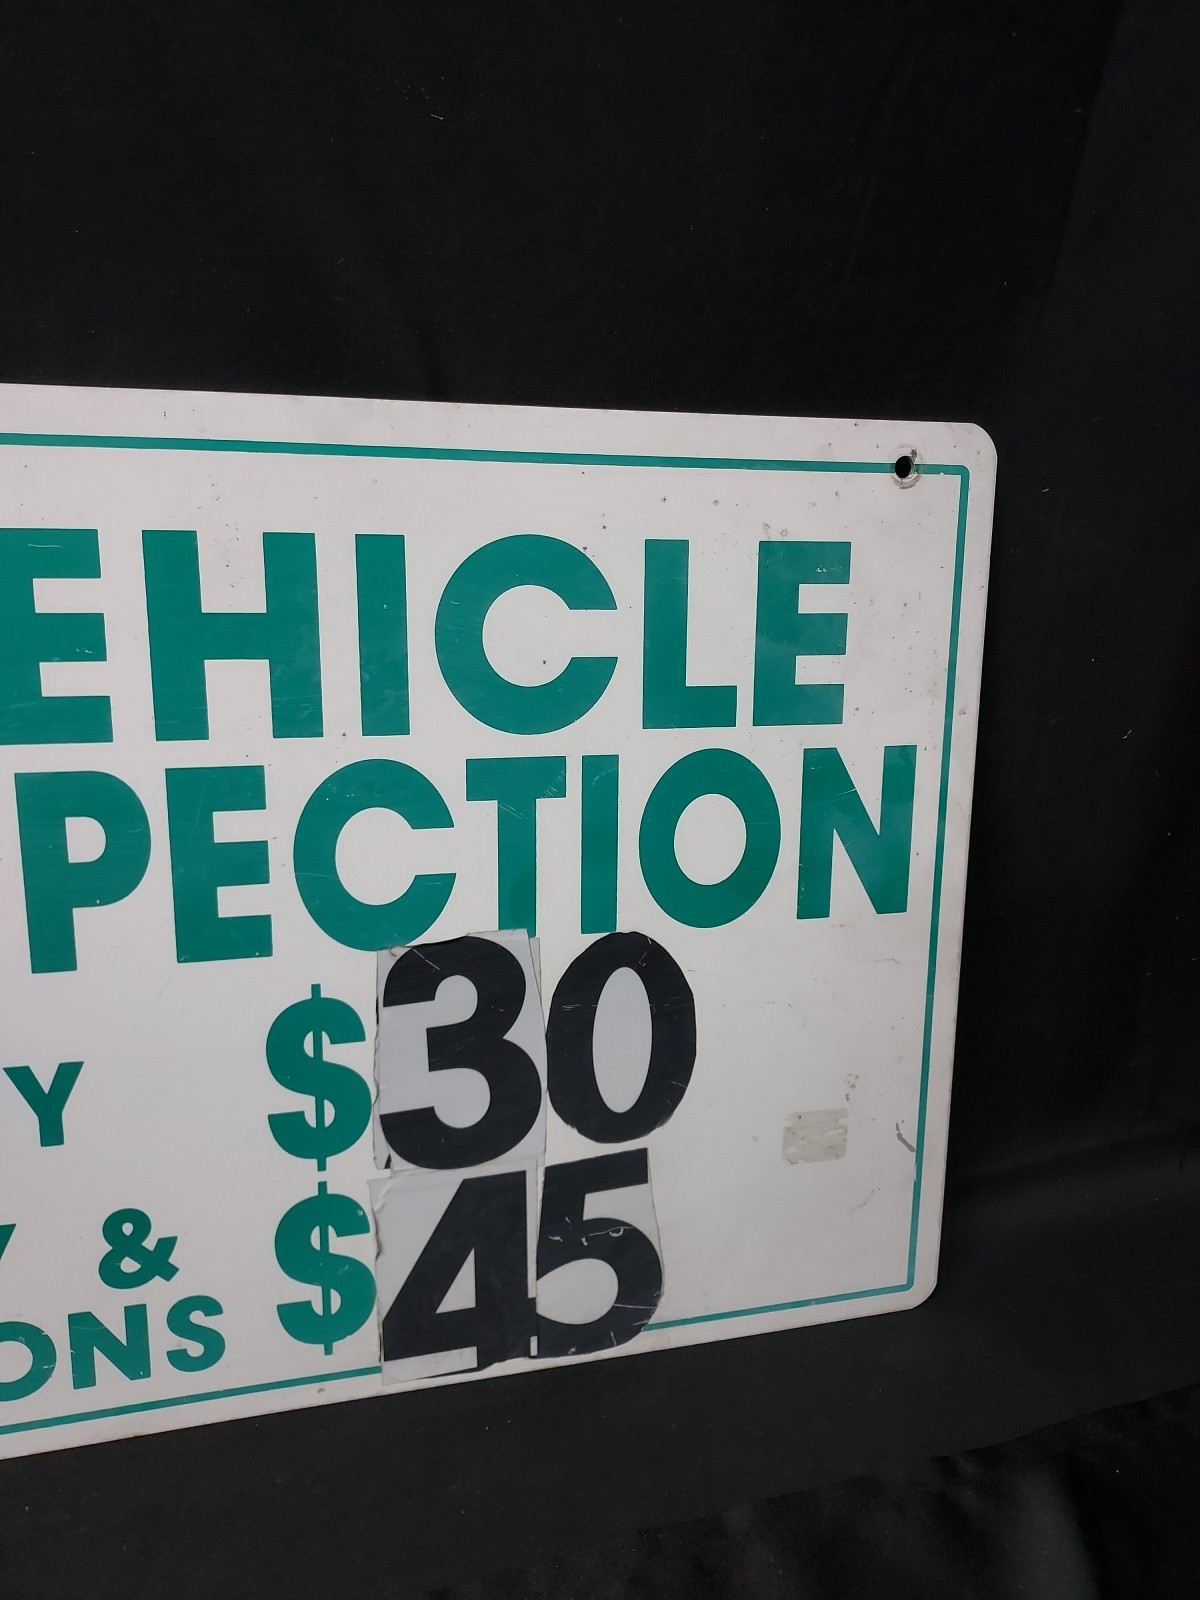 EHICLE
PECTION
Y $30
Y & $45
ONS